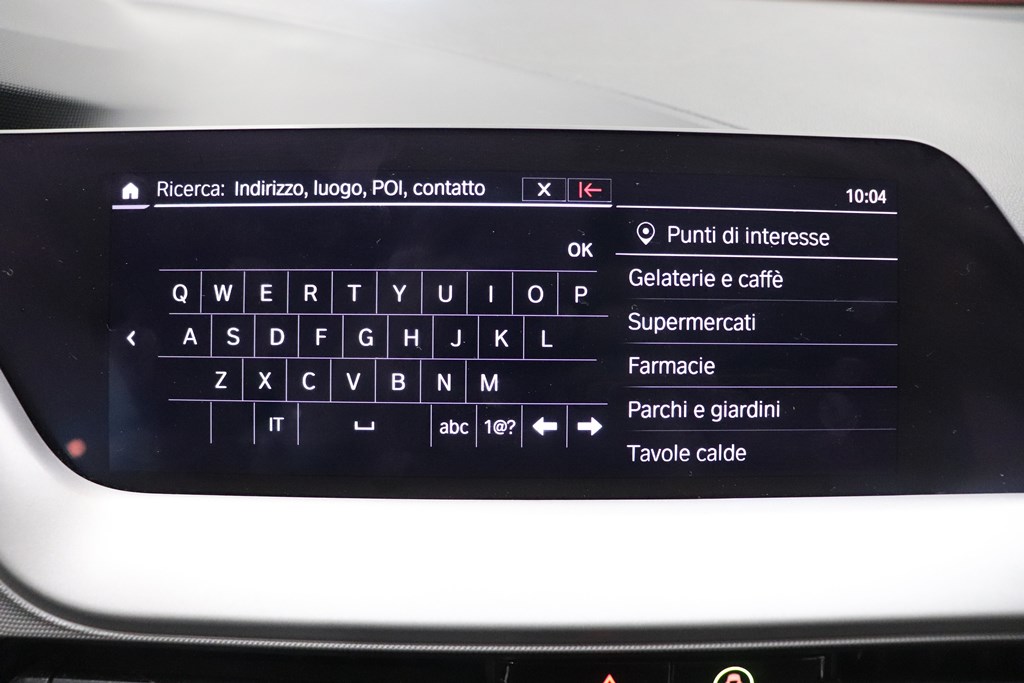 Ricerca: Indirizzo, luogo, POI, contatto X
10:04
OK
Punti di interesse
Q W E R T Y U I O P
Gelaterie e caffè
A S D F G H J K L
Supermercati
Z X C V B N M
Farmacie
IT abc 1@?
Parchi e giardini
Tavole calde